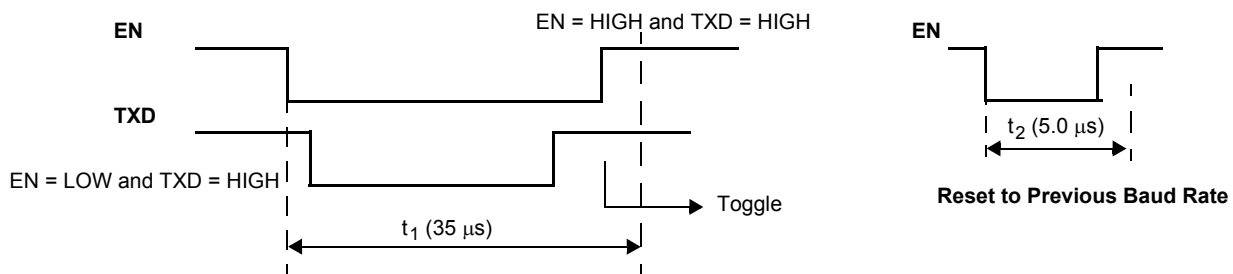 EN = HIGH and TXD = HIGH
EN
TXD
EN = LOW and TXD = HIGH
t1 (35 μs)
Toggle
EN
t2 (5.0 μs)
Reset to Previous Baud Rate